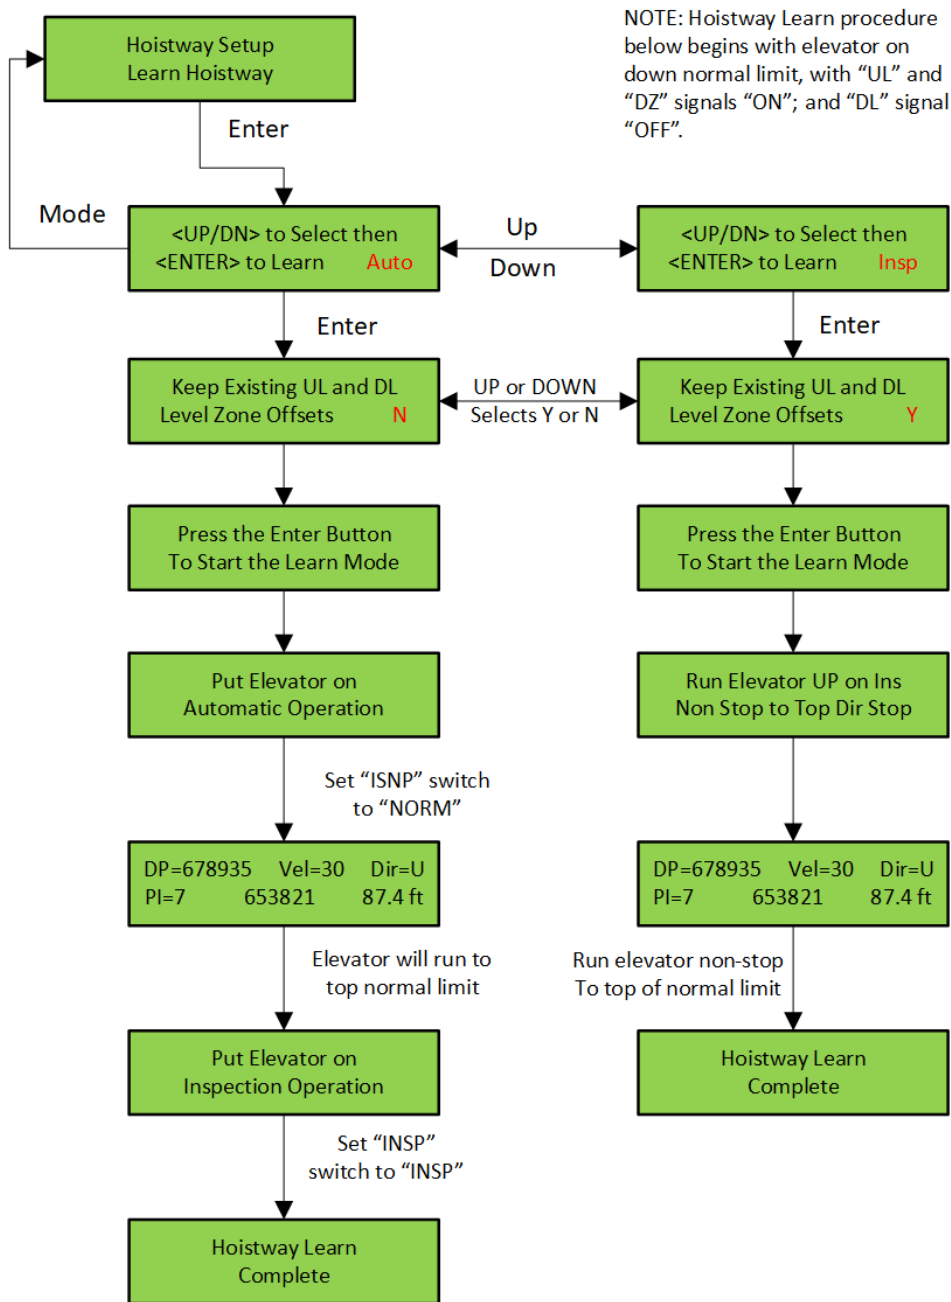 Hoistway Setup
Learn Hoistway
NOTE: Hoistway Learn procedure
below begins with elevator on
down normal limit, with “UL” and
“DZ” signals “ON”; and “DL” signal
“OFF”.
Enter
Mode
<UP/DN> to Select then
<ENTER> to Learn Auto
Up
Down
<UP/DN> to Select then
<ENTER> to Learn Insp
Enter
Enter
Keep Existing UL and DL
Level Zone Offsets N
UP or DOWN
Selects Y or N
Keep Existing UL and DL
Level Zone Offsets Y
Press the Enter Button
To Start the Learn Mode
Press the Enter Button
To Start the Learn Mode
Put Elevator on
Automatic Operation
Run Elevator UP on Ins
Non Stop to Top Dir Stop
Set “ISNP” switch
to “NORM”
DP=678935 Vel=30 Dir=U
PI=7 653821 87.4 ft
DP=678935 Vel=30 Dir=U
PI=7 653821 87.4 ft
Elevator will run to
top normal limit
Run elevator non-stop
To top of normal limit
Put Elevator on
Inspection Operation
Hoistway Learn
Complete
Set “INSP”
switch to “INSP”
Hoistway Learn
Complete